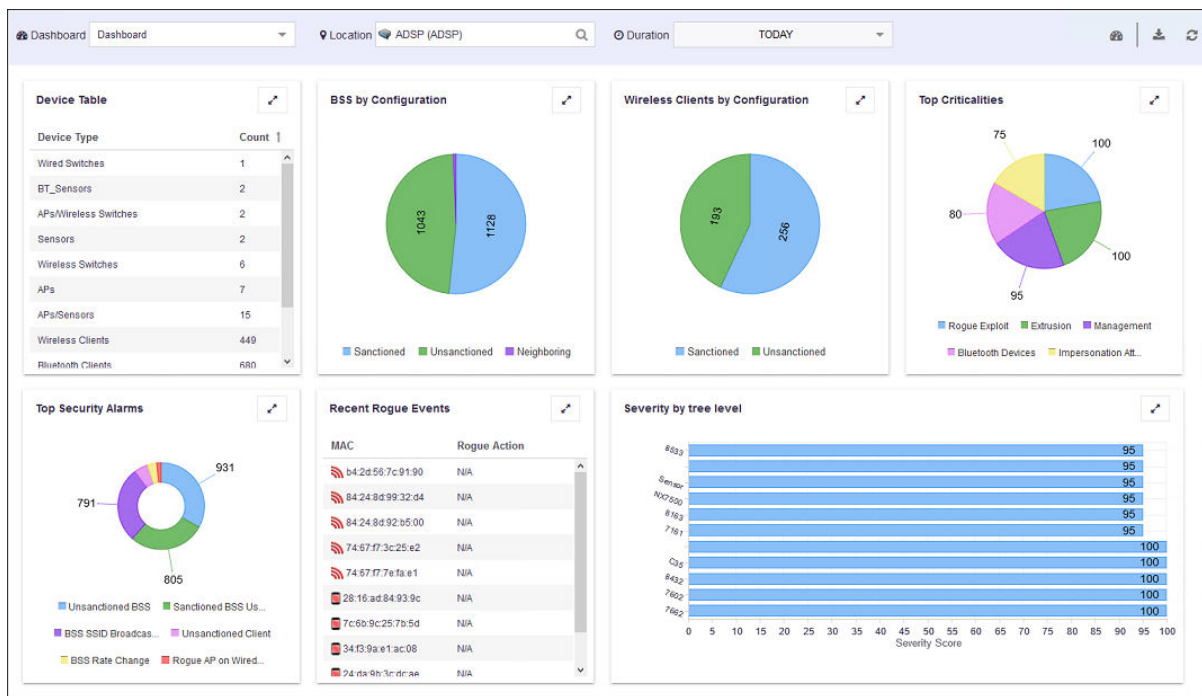 Dashboard Dashboard
Location ADSP (ADSP)
Duration TODAY
Device Table
Device Type Count
Wired Switches 1
BT_Sensors 2
APs/Wireless Switches 2
Sensors 2
Wireless Switches 6
APs 7
APs/Sensors 15
Wireless Clients 449
Bluetooth Clients 680
BSS by Configuration
1043
1128
Sanctioned Unsanctioned Neighboring
Wireless Clients by Configuration
193
256
Sanctioned Unsanctioned
Top Criticalities
75
100
80
100
95
Rogue Exploit Extrusion Management
Bluetooth Devices Impersonation Att...
Top Security Alarms
931
791
805
Unsanctioned BSS Sanctioned BSS Us...
BSS SSID Broadcas... Unsanctioned Client
BSS Rate Change Rogue AP on Wired...
Recent Rogue Events
MAC Rogue Action
b4:2d:56:7c:91:90 N/A
84:24:8d:99:32:d4 N/A
84:24:8d:92:b5:00 N/A
74:67:f7:3c:25:e2 N/A
74:67:f7:7e:fa:e1 N/A
28:16:ad:84:93:9c N/A
7c:6b:9c:25:7b:5d N/A
34:f3:9a:e1:ac:08 N/A
24:da:9b:3c:dc:ae N/A
Severity by tree level
8533 95
95
Sensor 95
NX7500 95
8163 95
7161 95
100
C35 100
8432 100
7602 100
7662 100
0 5 10 15 20 25 30 35 40 45 50 55 60 65 70 75 80 85 90 95 100
Severity Score